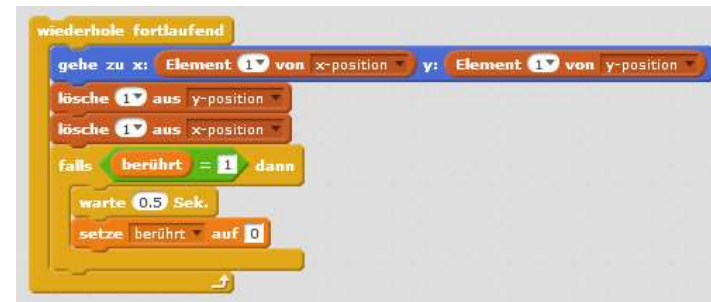 wiederhole fortlaufend
gehe zu x: Element 1 von x-position y: Element 1 von y-position
lösche 1 aus y-position
lösche 1 aus x-position
falls berührt = 1 dann
warte 0.5 Sek.
setze berührt auf 0